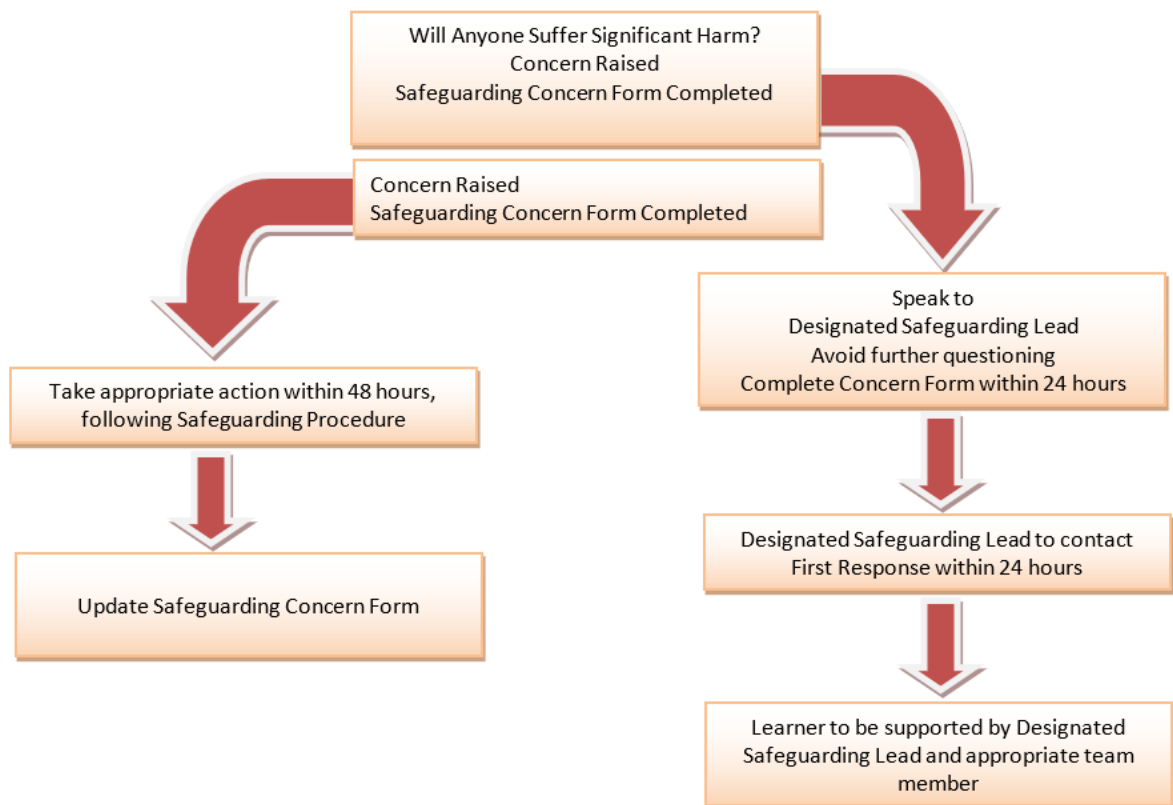 Will Anyone Suffer Significant Harm?
Concern Raised
Safeguarding Concern Form Completed
Concern Raised
Safeguarding Concern Form Completed
Take appropriate action within 48 hours,
following Safeguarding Procedure
Update Safeguarding Concern Form
Speak to
Designated Safeguarding Lead
Avoid further questioning
Complete Concern Form within 24 hours
Designated Safeguarding Lead to contact
First Response within 24 hours
Learner to be supported by Designated
Safeguarding Lead and appropriate team
member